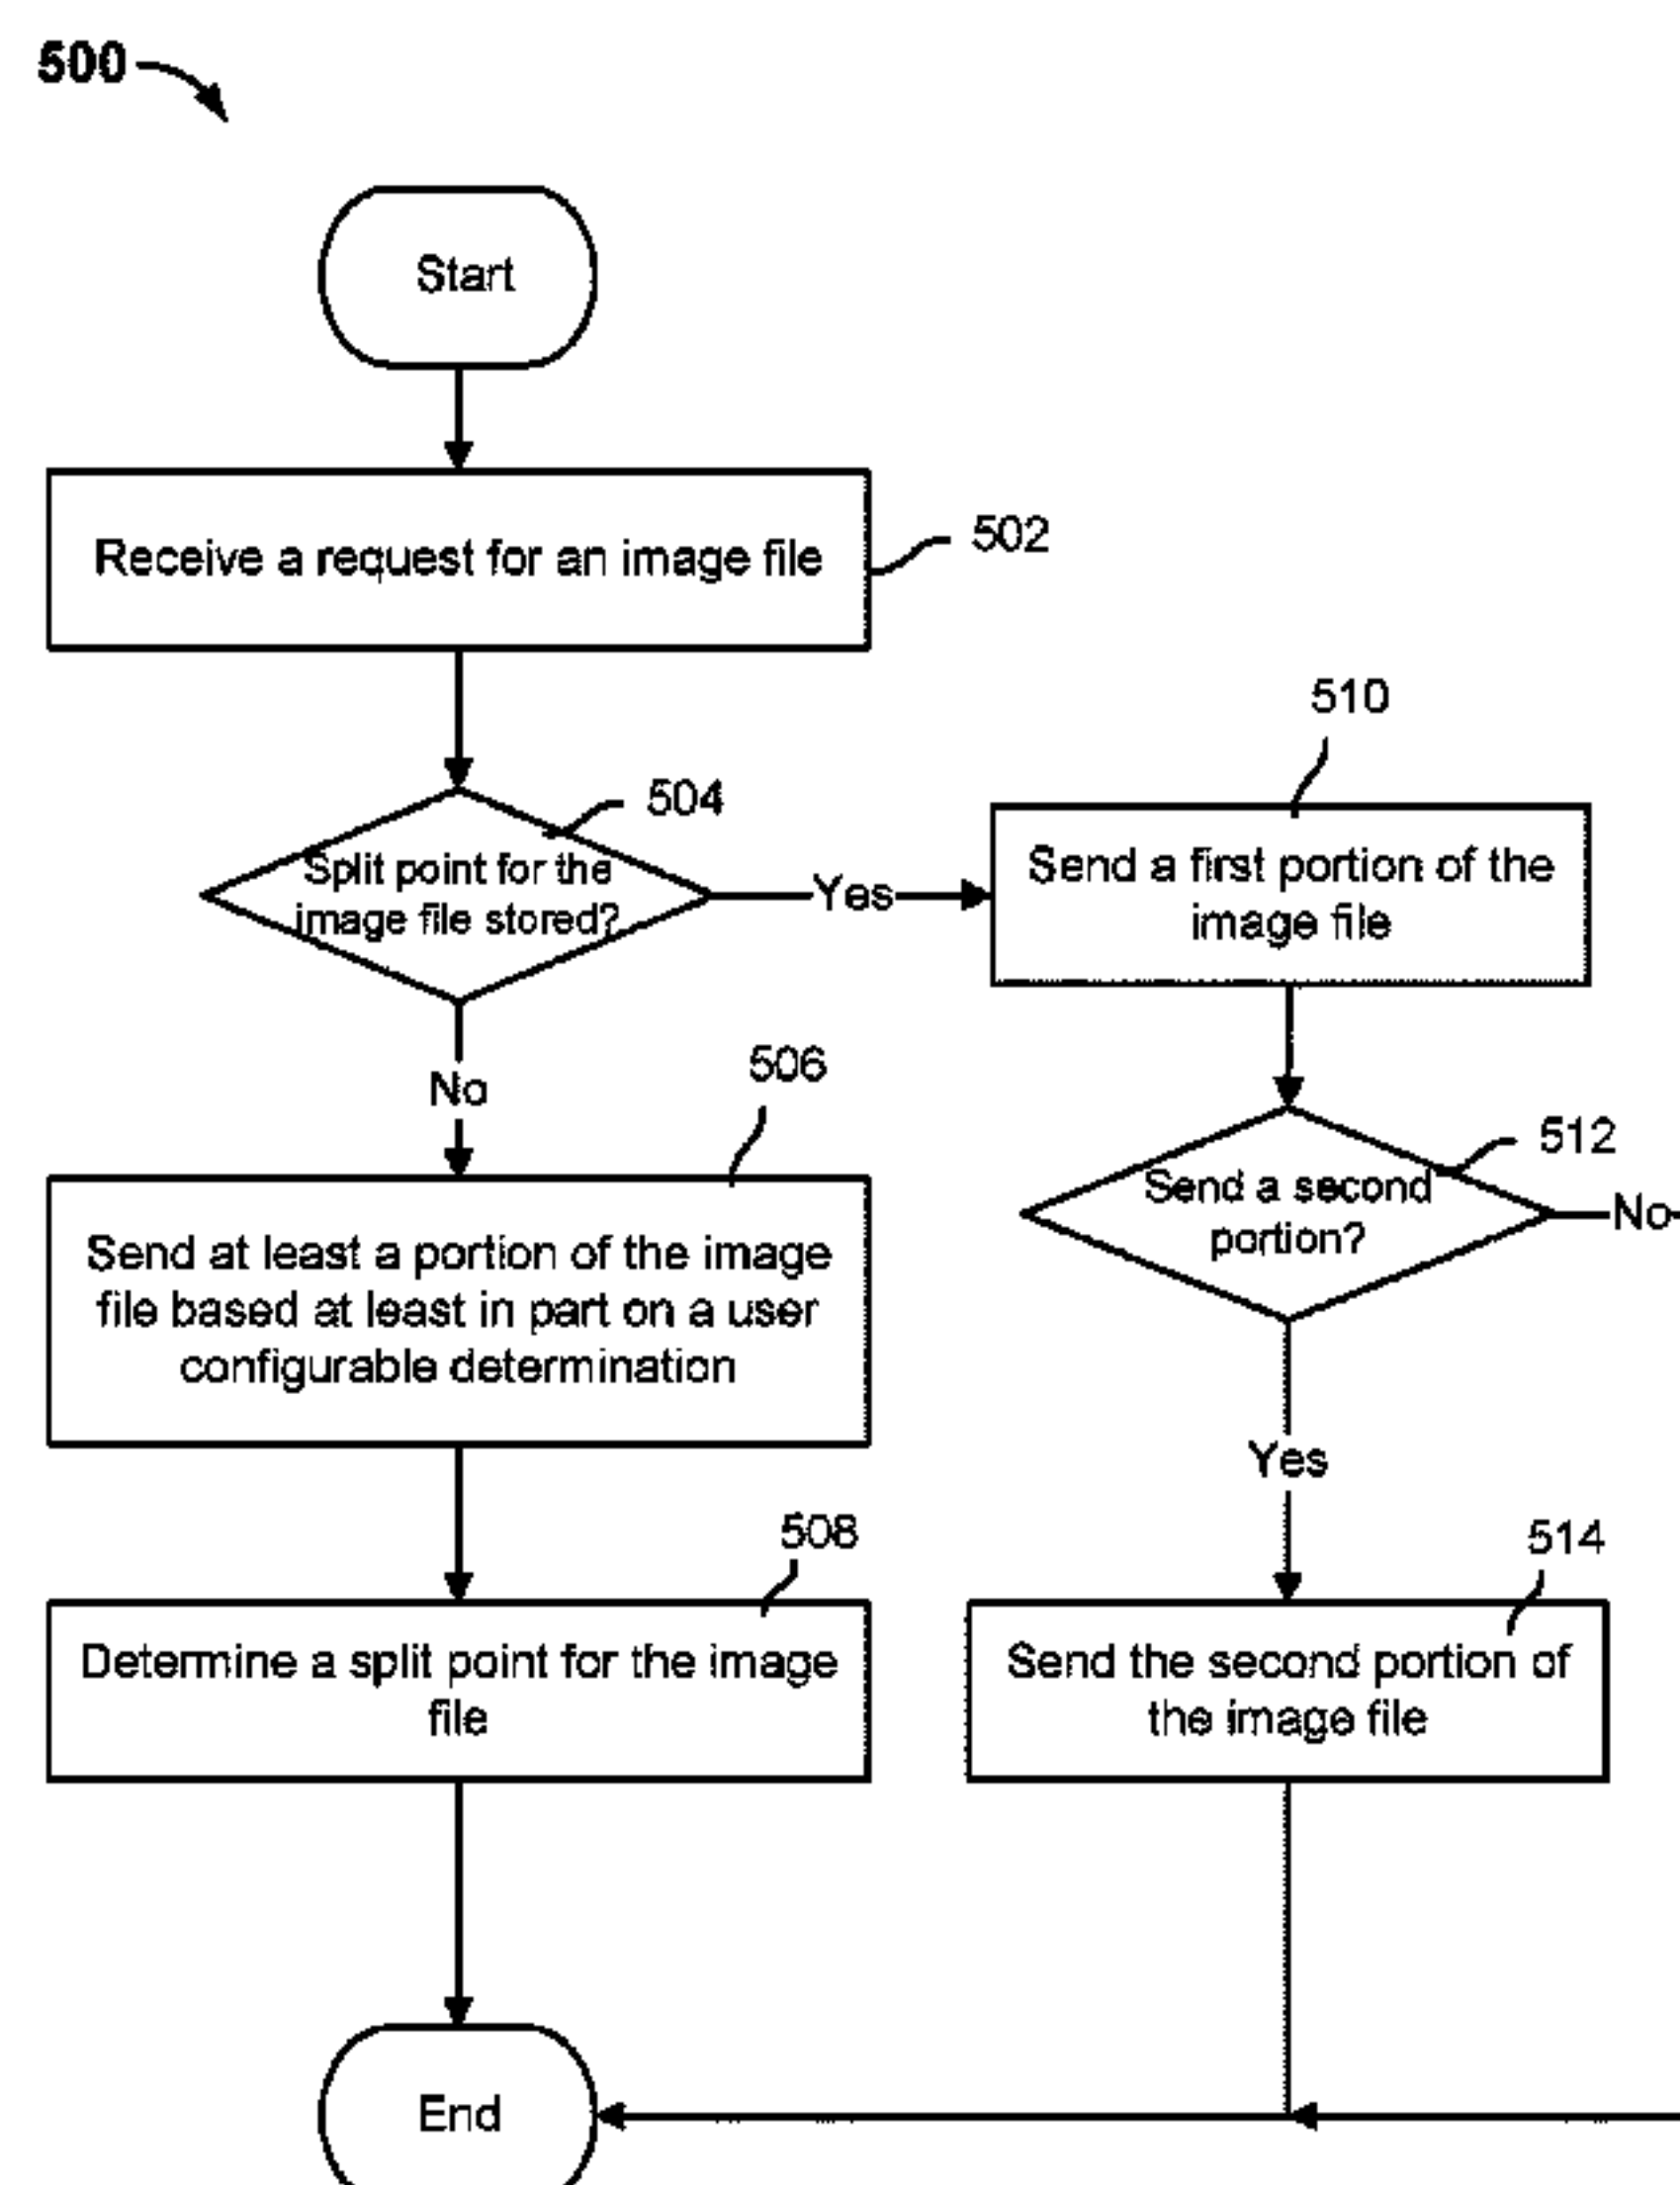 500
Start
Receive a request for an image file
502
504
Split point for the
image file stored?
Yes
510
Send a first portion of the
image file
No
506
Send at least a portion of the image
file based at least in part on a user
configurable determination
512
Send a second
portion?
No
Yes
508
Determine a split point for the image
file
514
Send the second portion of
the image file
End